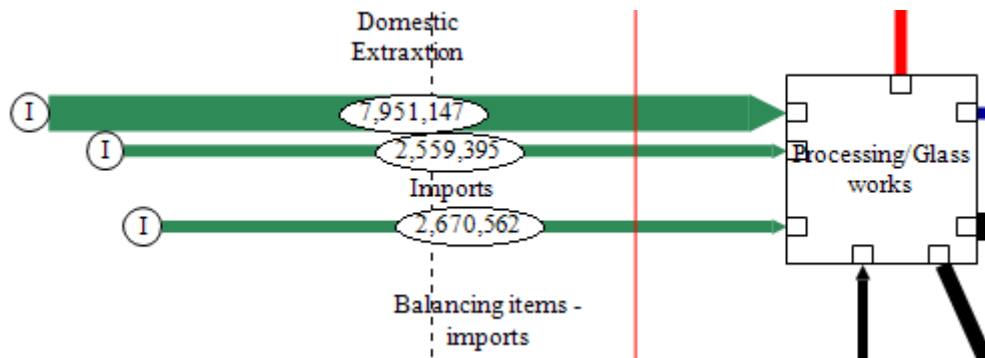 Domestic
Extraxtion
I
7,951,147
I
2,559,395
Processing/Glass
works
Imports
I
2,670,562
Balancing items -
imports